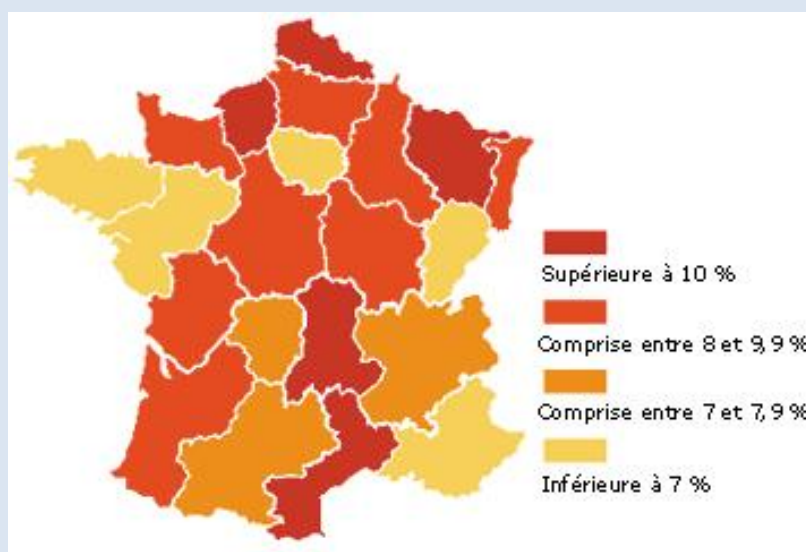 Supérieure à 10 %
Comprise entre 8 et 9,9 %
Comprise entre 7 et 7,9 %
Inférieure à 7 %